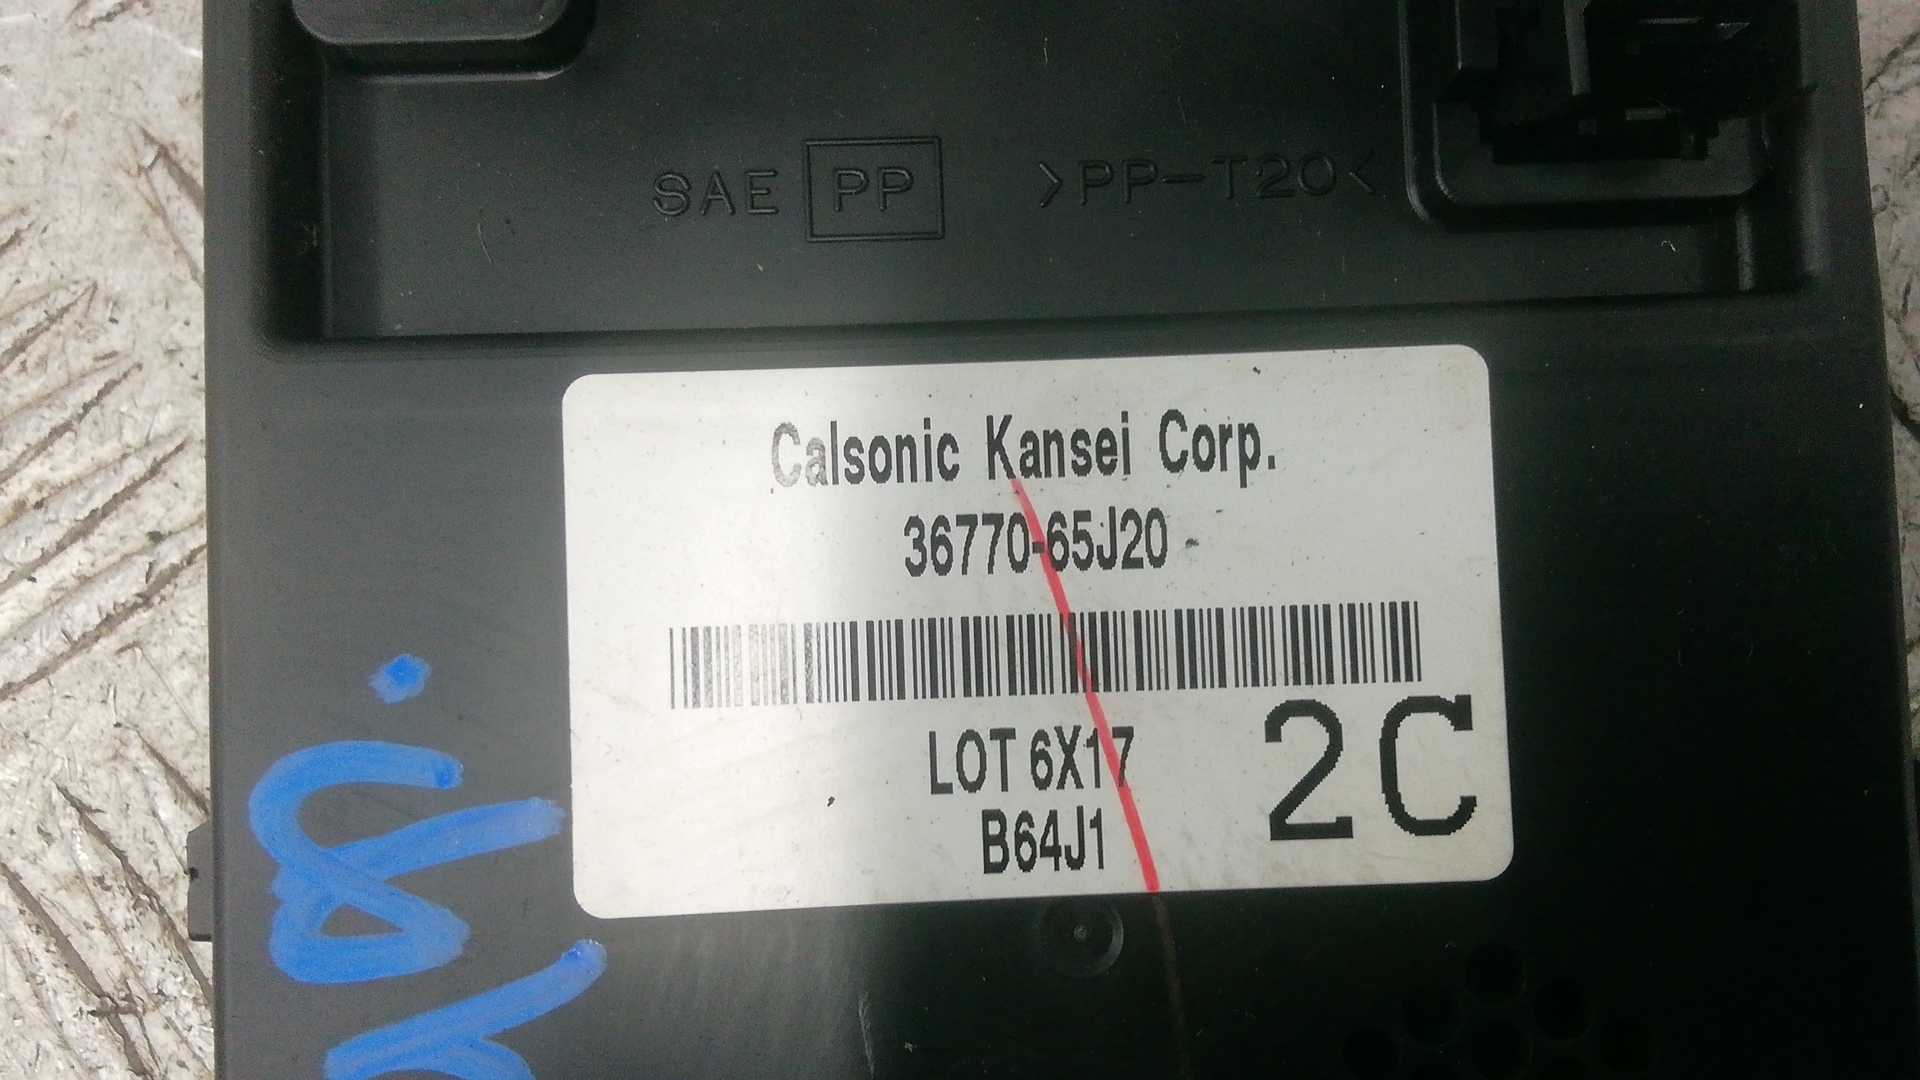 SAE PP >PP-T20<
Calsonic Kansei Corp.
36770-65J20
LOT 6X17
2C
B64J1